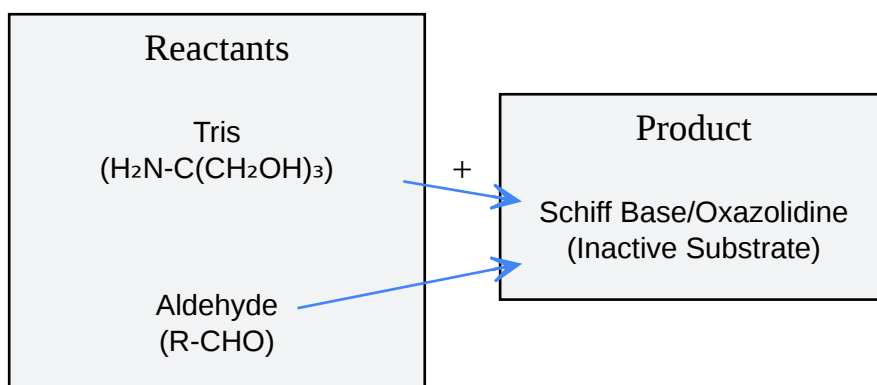 Reactants
Tris
(H₂N-C(CH₂OH)₃)
Aldehyde
(R-CHO)
+
Product
Schiff Base/Oxazolidine
(Inactive Substrate)